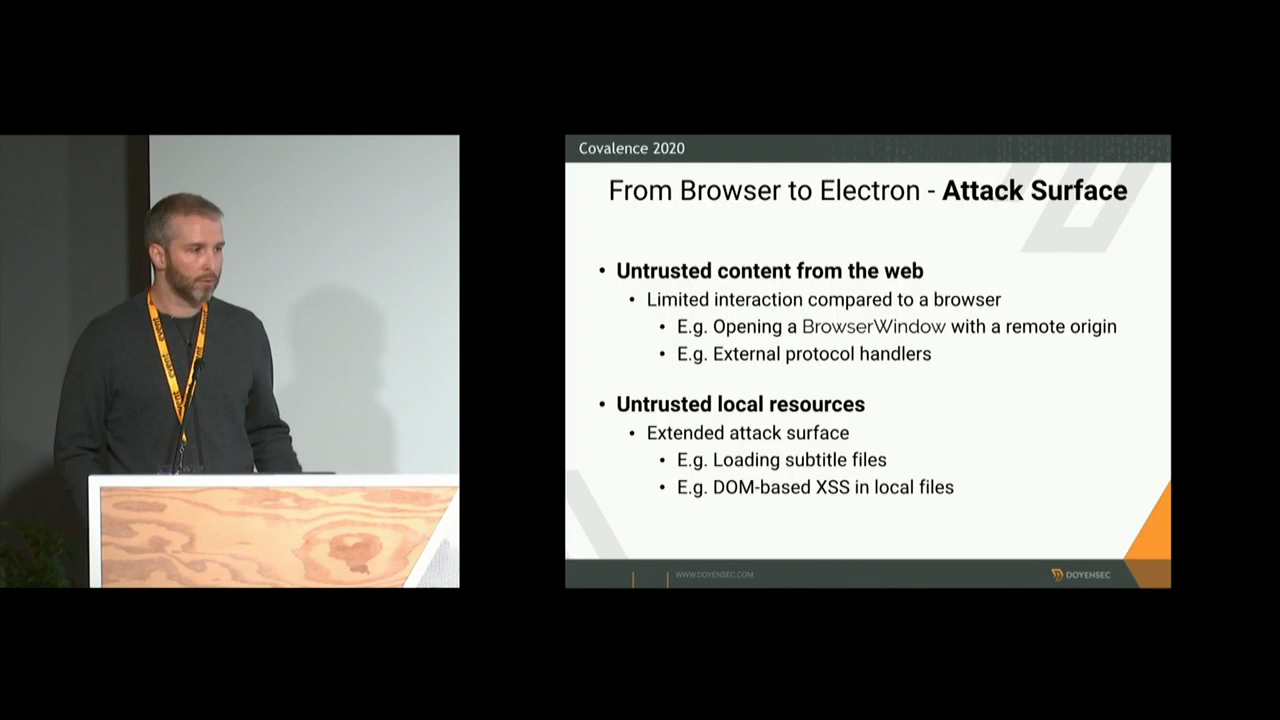 Covalence 2020
From Browser to Electron - Attack Surface
• Untrusted content from the web
• Limited interaction compared to a browser
• E.g. Opening a BrowserWindow with a remote origin
• E.g. External protocol handlers
• Untrusted local resources
• Extended attack surface
• E.g. Loading subtitle files
• E.g. DOM-based XSS in local files
WWW.DOYENSEC.COM
DOYENSEC